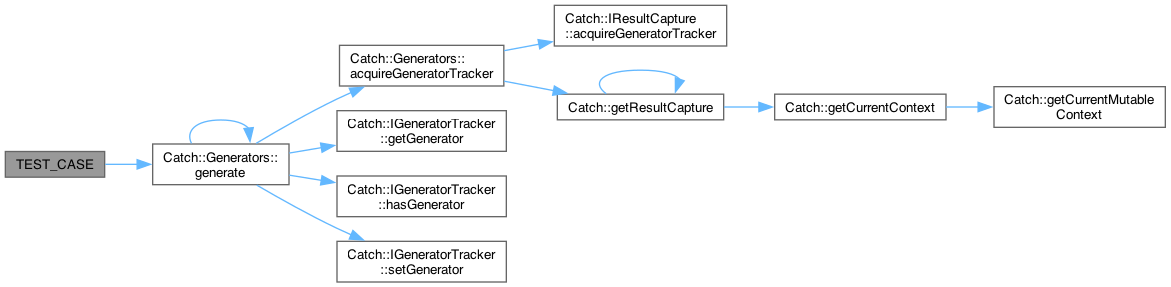 TEST_CASE
Catch::Generators::
generate
Catch::Generators::
acquireGeneratorTracker
Catch::IGeneratorTracker
::getGenerator
Catch::IGeneratorTracker
::hasGenerator
Catch::IGeneratorTracker
::setGenerator
Catch::IResultCapture
::acquireGeneratorTracker
Catch::getResultCapture
Catch::getCurrentContext
Catch::getCurrentMutable
Context